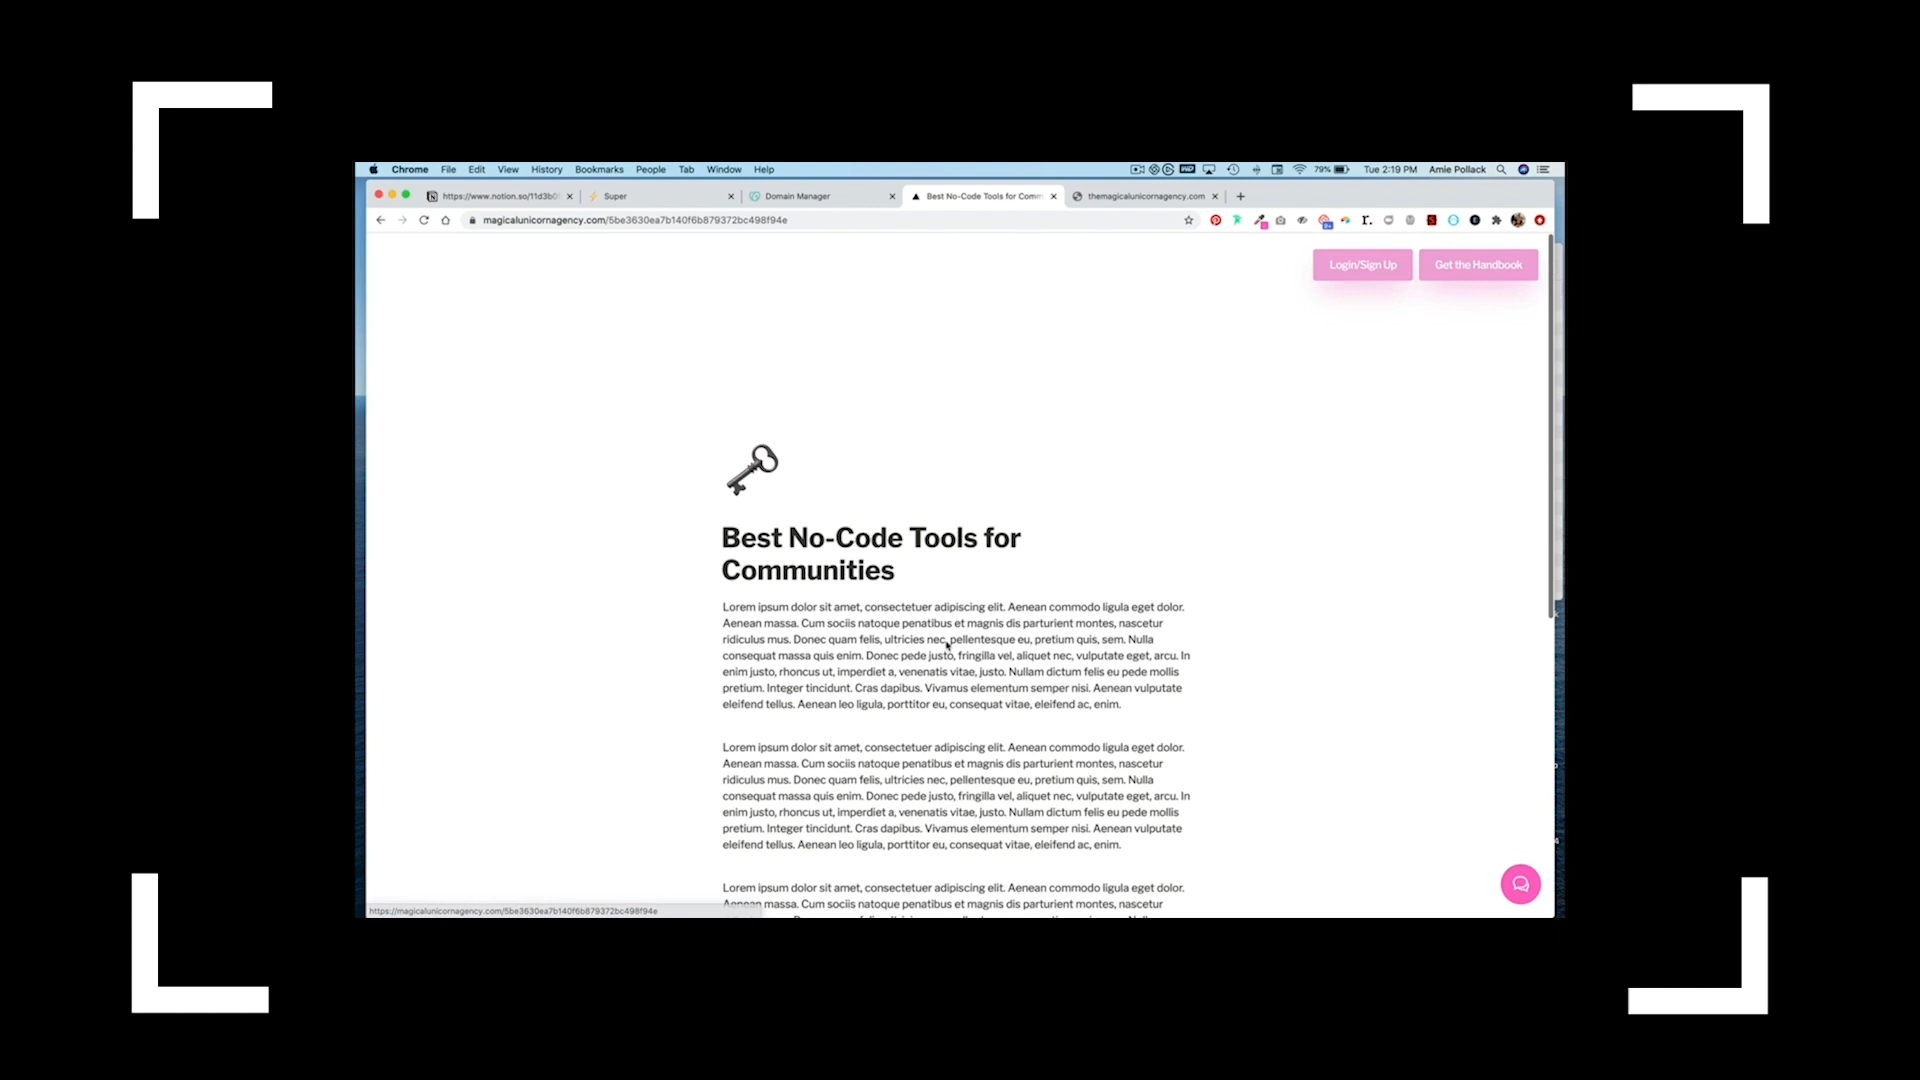 Chrome File Edit View History Bookmarks People Tab Window Help 79% Tue 2:19 PM Amie Pollack
https://www.notion.so/11d3b0 Super Domain Manager Best No-Code Tools for Comm themagicalunicornagency.com
magicalunicornagency.com/5be3630ea7b140f6b879372bc498f94e
Login/Sign Up Get the Handbook
Best No-Code Tools for
Communities
Lorem ipsum dolor sit amet, consectetuer adipiscing elit. Aenean commodo ligula eget dolor.
Aenean massa. Cum sociis natoque penatibus et magnis dis parturient montes, nascetur
ridiculus mus. Donec quam felis, ultricies nec, pellentesque eu, pretium quis, sem. Nulla
consequat massa quis enim. Donec pede justo, fringilla vel, aliquet nec, vulputate eget, arcu. In
enim justo, rhoncus ut, imperdiet a, venenatis vitae, justo. Nullam dictum felis eu pede mollis
pretium. Integer tincidunt. Cras dapibus. Vivamus elementum semper nisi. Aenean vulputate
eleifend tellus. Aenean leo ligula, porttitor eu, consequat vitae, eleifend ac, enim.
Lorem ipsum dolor sit amet, consectetuer adipiscing elit. Aenean commodo ligula eget dolor.
Aenean massa. Cum sociis natoque penatibus et magnis dis parturient montes, nascetur
ridiculus mus. Donec quam felis, ultricies nec, pellentesque eu, pretium quis, sem. Nulla
consequat massa quis enim. Donec pede justo, fringilla vel, aliquet nec, vulputate eget, arcu. In
enim justo, rhoncus ut, imperdiet a, venenatis vitae, justo. Nullam dictum felis eu pede mollis
pretium. Integer tincidunt. Cras dapibus. Vivamus elementum semper nisi. Aenean vulputate
eleifend tellus. Aenean leo ligula, porttitor eu, consequat vitae, eleifend ac, enim.
Lorem ipsum dolor sit amet, consectetuer adipiscing elit. Aenean commodo ligula eget dolor.
Aenean massa. Cum sociis natoque penatibus et magnis dis parturient montes, nascetur
https://magicalunicornagency.com/5be3630ea7b140f6b879372bc498f94e